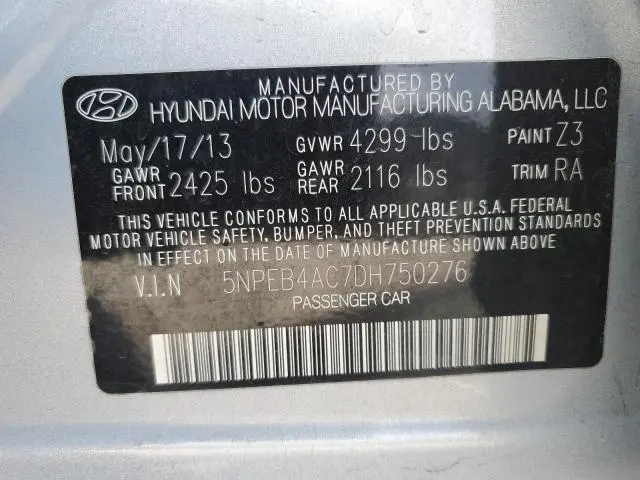 MANUFACTURED BY
HYUNDAI MOTOR MANUFACTURING ALABAMA, LLC
May/17/13 GVWR 4299 lbs PAINT Z3
GAWR FRONT 2425 lbs GAWR REAR 2116 lbs TRIM RA
THIS VEHICLE CONFORMS TO ALL APPLICABLE U.S.A. FEDERAL
MOTOR VEHICLE SAFETY, BUMPER, AND THEFT PREVENTION STANDARDS
IN EFFECT ON THE DATE OF MANUFACTURE SHOWN ABOVE
V.I.N 5NPEB4AC7DH750276
PASSENGER CAR